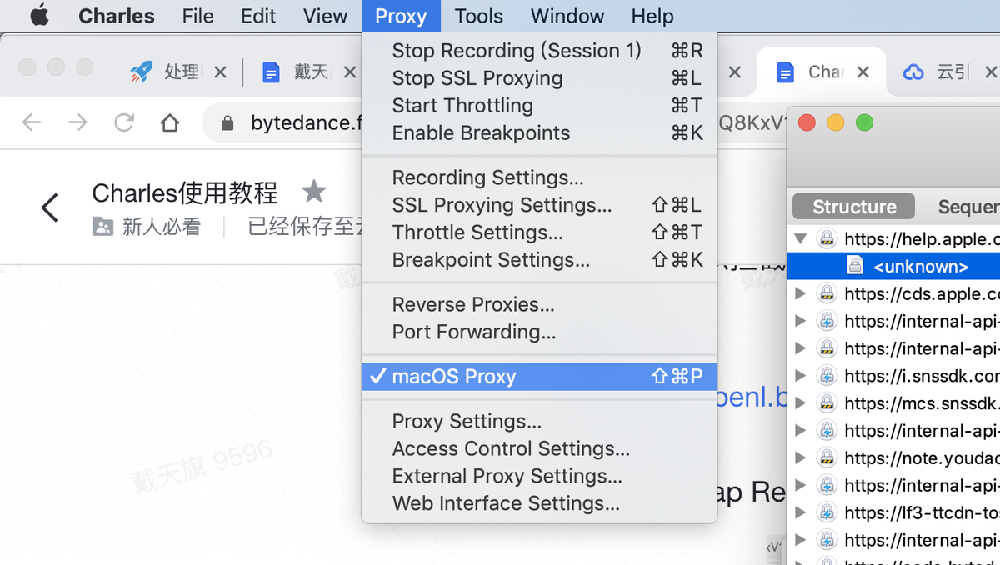 Charles File Edit View Proxy Tools Window Help
处理 戴天 Char 云引
bytedance.f Q8KxV
Stop Recording (Session 1) ⌘R
Stop SSL Proxying ⌘L
Start Throttling ⌘T
Enable Breakpoints ⌘K
Recording Settings...
SSL Proxying Settings... ⇧⌘L
Throttle Settings... ⇧⌘T
Breakpoint Settings... ⇧⌘K
Reverse Proxies...
Port Forwarding...
✓ macOS Proxy ⇧⌘P
Proxy Settings...
Access Control Settings...
External Proxy Settings...
Web Interface Settings...
Charles使用教程
新人必看 已经保存至
戴天旗 9596
penl.b
ap Re
Structure Sequen
https://help.apple.c
<unknown>
https://cds.apple.co
https://internal-api-
https://internal-api-
https://i.snssdk.con
https://mcs.snssdk.
https://internal-api-
https://note.youdao
https://internal-api-
https://lf3-ttcdn-to
https://internal-api-